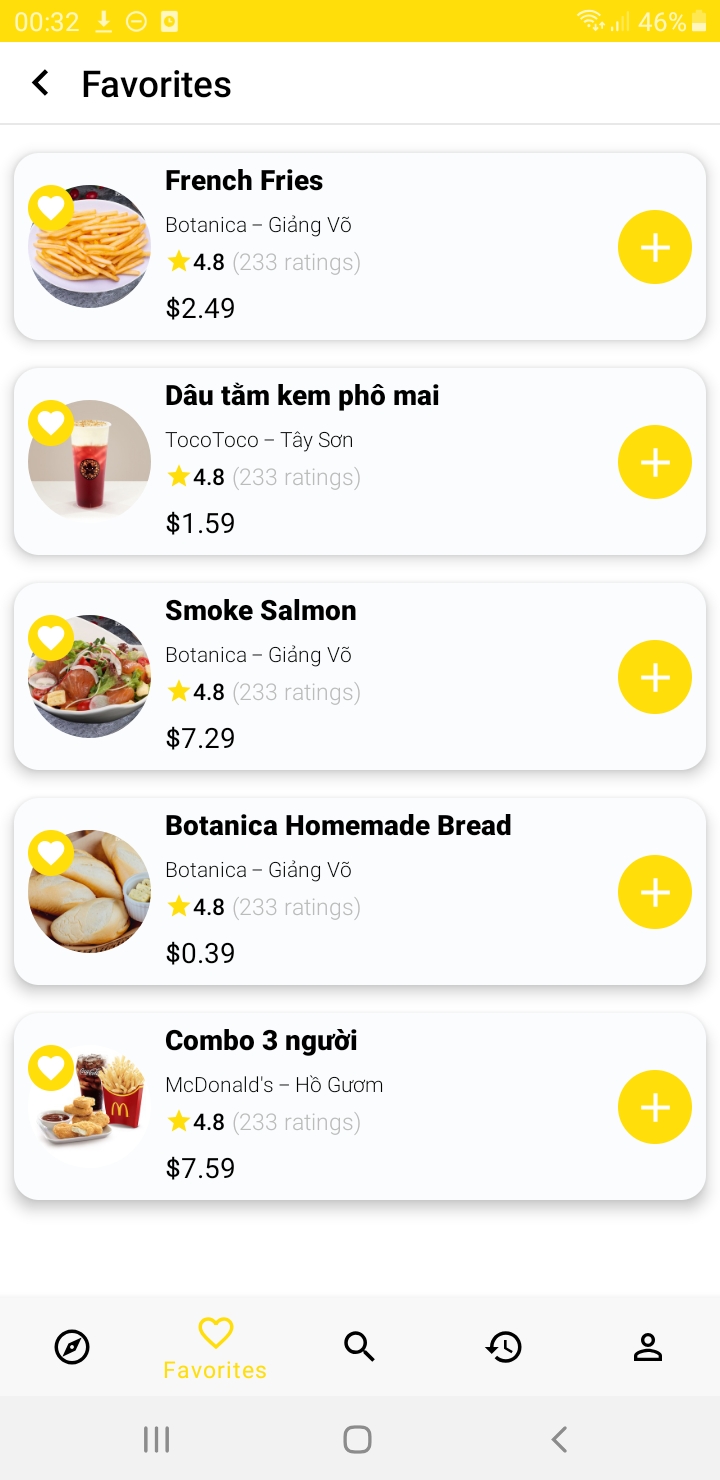 00:32
46%
Favorites
French Fries
Botanica – Giảng Võ
4.8 (233 ratings)
$2.49
Dâu tằm kem phô mai
TocoToco – Tây Sơn
4.8 (233 ratings)
$1.59
Smoke Salmon
Botanica – Giảng Võ
4.8 (233 ratings)
$7.29
Botanica Homemade Bread
Botanica – Giảng Võ
4.8 (233 ratings)
$0.39
Combo 3 người
McDonald's – Hồ Gươm
4.8 (233 ratings)
$7.59
Favorites